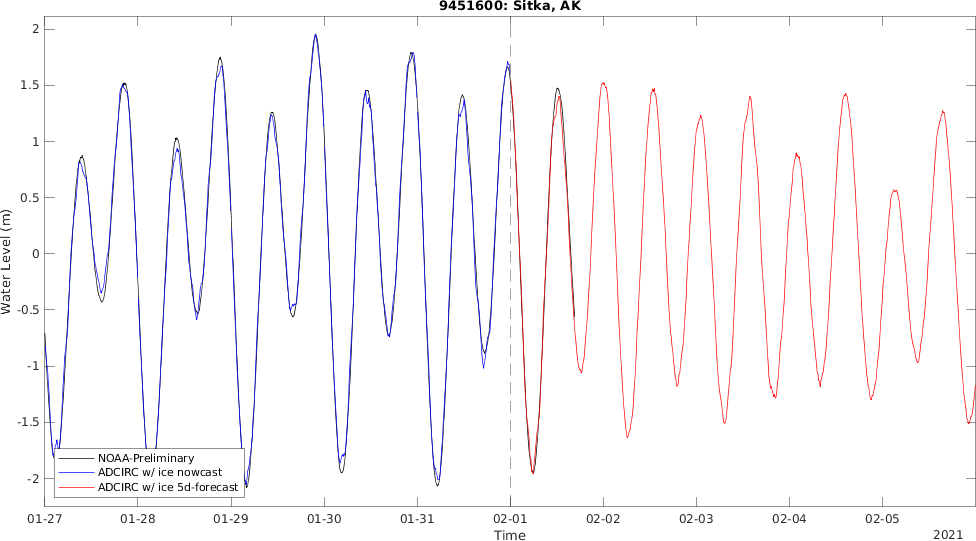 9451600: Sitka, AK
2
1.5
1
0.5
0
-0.5
-1
-1.5
-2
Water Level (m)
NOAA-Preliminary
ADCIRC w/ ice nowcast
ADCIRC w/ ice 5d-forecast
01-27 01-28 01-29 01-30 01-31 02-01 02-02 02-03 02-04 02-05
Time
2021